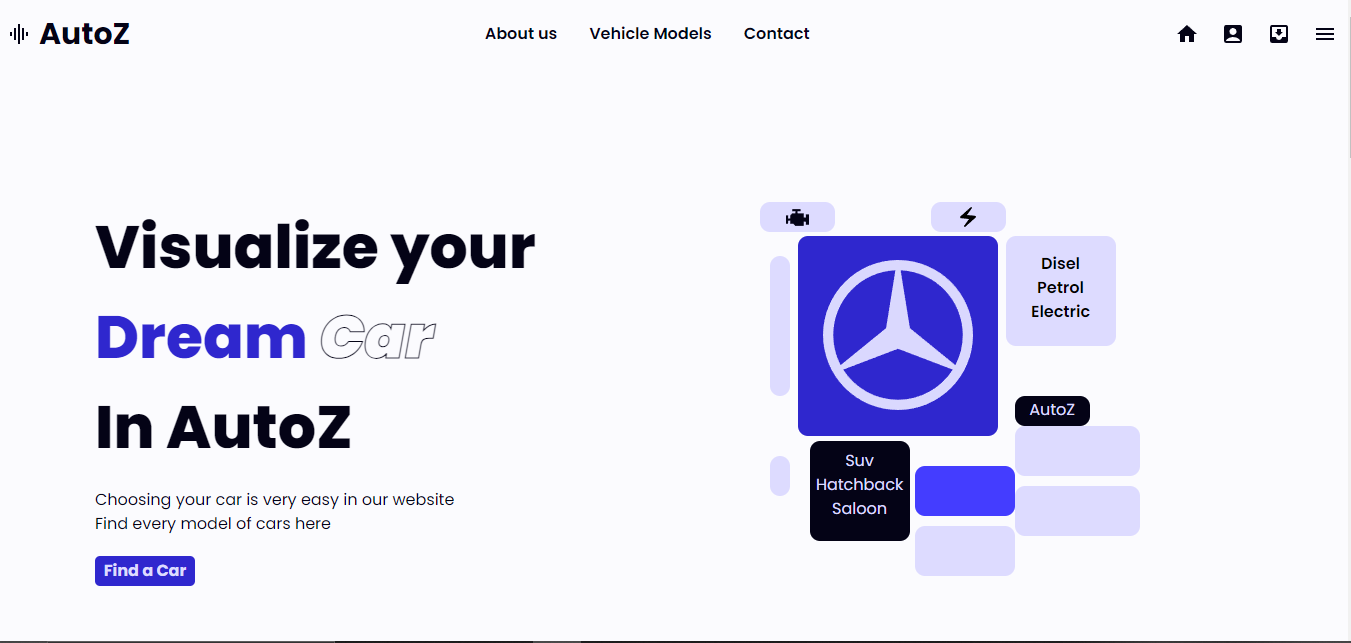 AutoZ
About us
Vehicle Models
Contact
Visualize your
Dream Car
In AutoZ
Choosing your car is very easy in our website
Find every model of cars here
Find a Car
Disel
Petrol
Electric
AutoZ
Suv
Hatchback
Saloon